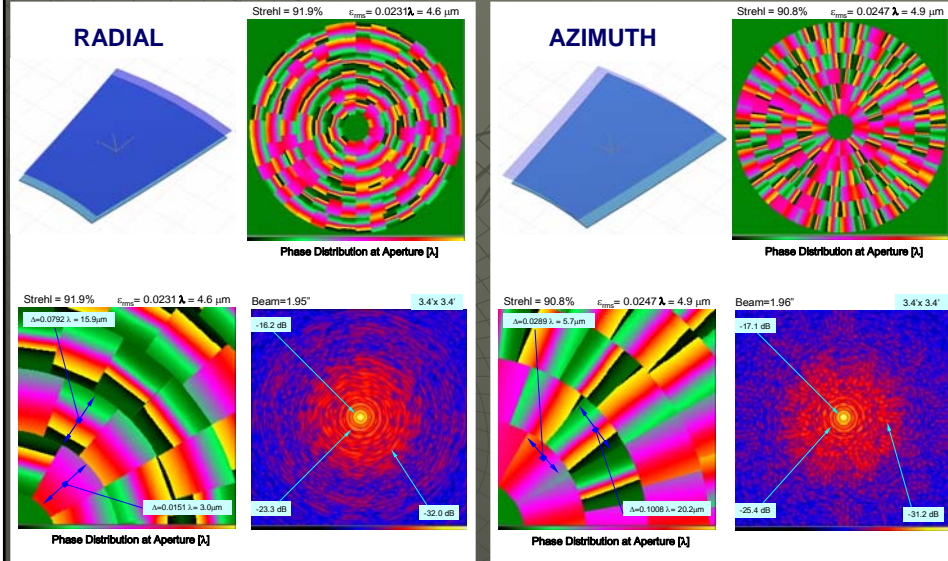 Strehl = 91.9% εrms= 0.0231λ = 4.6 μm
RADIAL
Phase Distribution at Aperture [λ]
Strehl = 91.9% εrms= 0.0231 λ = 4.6 μm
Δ=0.0792 λ = 15.9μm
Δ=0.0151 λ = 3.0μm
Phase Distribution at Aperture [λ]
Beam=1.95"
3.4'x 3.4'
-16.2 dB
-23.3 dB
-32.0 dB
Strehl = 90.8% εrms= 0.0247λ = 4.9 μm
AZIMUTH
Phase Distribution at Aperture [λ]
Strehl = 90.8% εrms= 0.0247 λ = 4.9 μm
Δ=0.0289 λ = 5.7μm
Δ=0.1008 λ = 20.2μm
Phase Distribution at Aperture [λ]
Beam=1.96"
3.4'x 3.4'
-17.1 dB
-25.4 dB
-31.2 dB